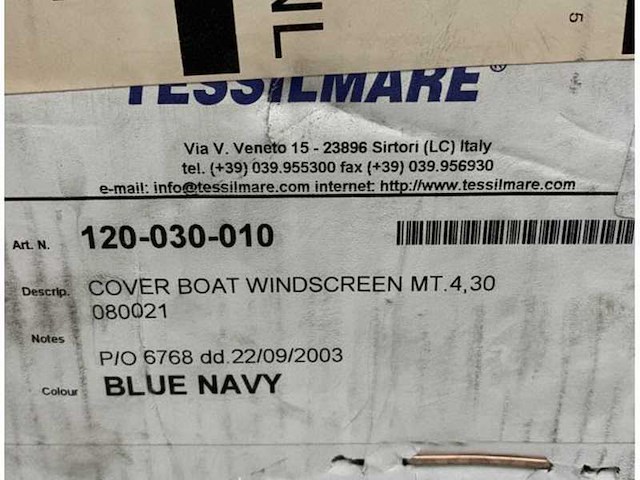 NL
5
TESSILMARE®
Via V. Veneto 15 - 23896 Sirtori (LC) Italy
tel. (+39) 039.955300 fax (+39) 039.956930
e-mail: info@tessilmare.com internet: http://www.tessilmare.com
Art. N. 120-030-010
Descrip. COVER BOAT WINDSCREEN MT.4,30
080021
Notes
P/O 6768 dd.22/09/2003
Colour BLUE NAVY